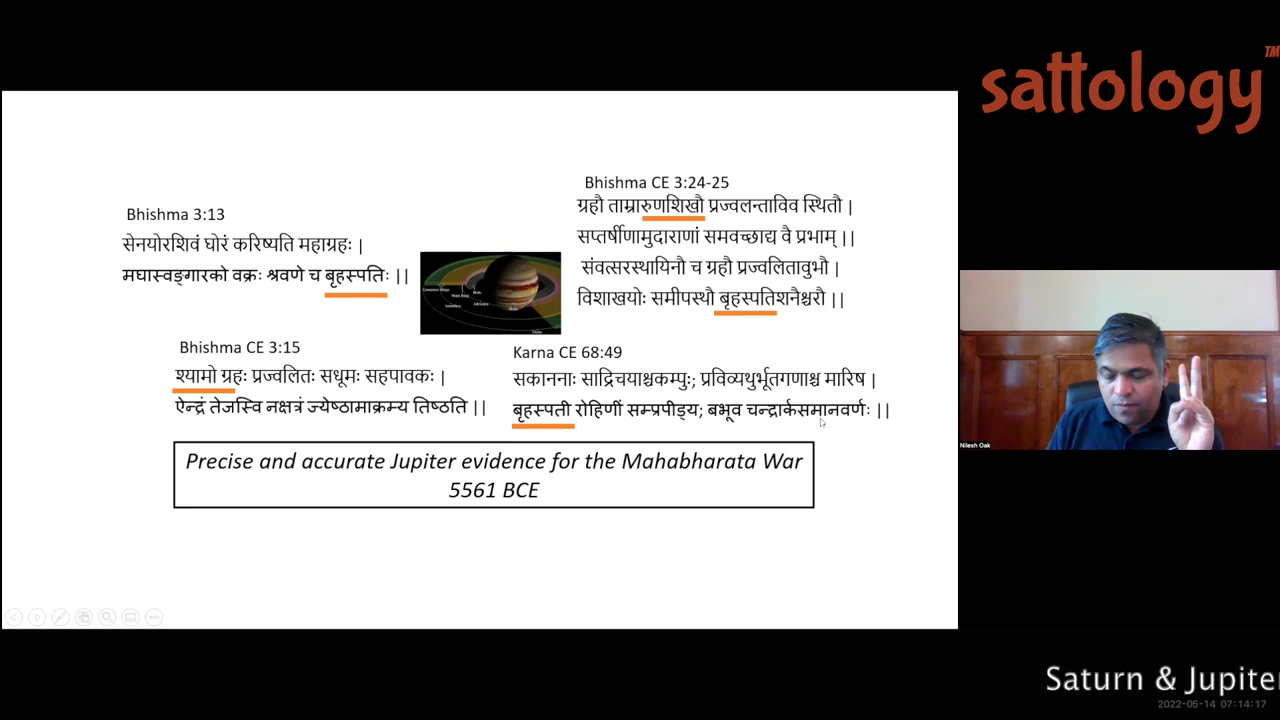 sattology
TM
Bhishma CE 3:24-25
ग्रहौ ताम्रारुणशिखौ प्रज्वलन्ताविव स्थितौ |
सप्तर्षीणामुदाराणां समवच्छाद्य वै प्रभाम् ||
संवत्सरस्थायिनौ च ग्रहौ प्रज्वलितावुभौ |
विशाखयोः समीपस्थौ बृहस्पतिशनैश्चरौ ||
Bhishma 3:13
सेनयोरशिवं घोरं करिष्यति महाग्रहः |
मघास्वङ्गारको वक्रः श्रवणे च बृहस्पतिः ||
Bhishma CE 3:15
श्यामो ग्रहः प्रज्वलितः सधूमः सहपावकः |
ऐन्द्रं तेजस्वि नक्षत्रं ज्येष्ठामाक्रम्य तिष्ठति ||
Karna CE 68:49
सकाननाः साद्रिचयाश्चकम्पुः; प्रविव्यथुर्भूतगणाश्च मारिष |
बृहस्पती रोहिणीं सम्प्रपीड्य; बभूव चन्द्रार्कसमानवर्णः ||
Precise and accurate Jupiter evidence for the Mahabharata War
5561 BCE
Nilesh Oak
Saturn & Jupite
2022-05-14 07:14:17